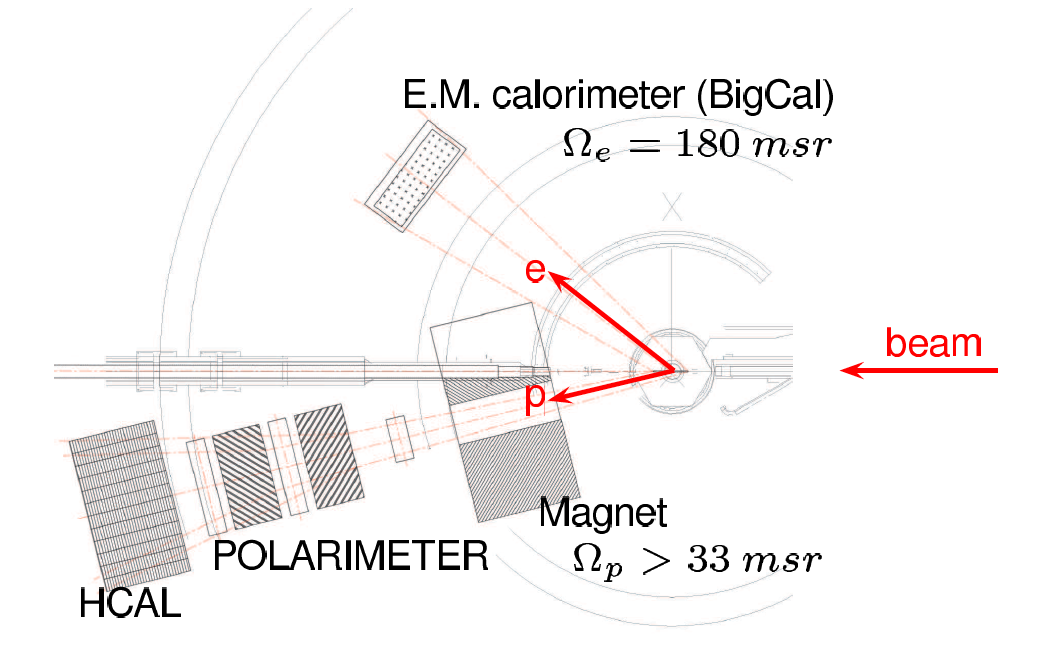 E.M. calorimeter (BigCal)
Ωₑ = 180 msr
e
beam
p
Magnet
Ωₚ > 33 msr
POLARIMETER
HCAL